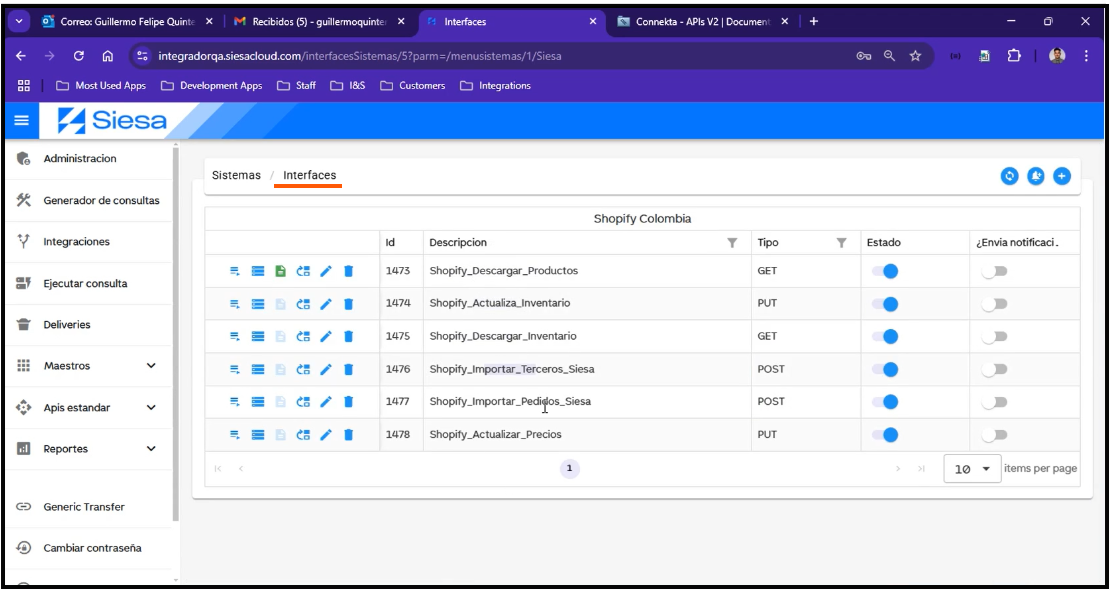 Correo: Guillermo Felipe Quinte
Recibidos (5) - guillermoquinte
Interfaces
Connekta - APIs V2 | Document
integradorqa.siesacloud.com/interfacesSistemas/5?parm=/menusistemas/1/Siesa
Most Used Apps
Development Apps
Staff
I&S
Customers
Integrations
Siesa
Administracion
Generador de consultas
Integraciones
Ejecutar consulta
Deliveries
Maestros
Apis estandar
Reportes
Generic Transfer
Cambiar contraseña
Sistemas / Interfaces
Shopify Colombia
Id Descripcion Tipo Estado ¿Envia notificaci.
1473 Shopify_Descargar_Productos GET
1474 Shopify_Actualiza_Inventario PUT
1475 Shopify_Descargar_Inventario GET
1476 Shopify_Importar_Terceros_Siesa POST
1477 Shopify_Importar_Pedidos_Siesa POST
1478 Shopify_Actualizar_Precios PUT
1
10 items per page